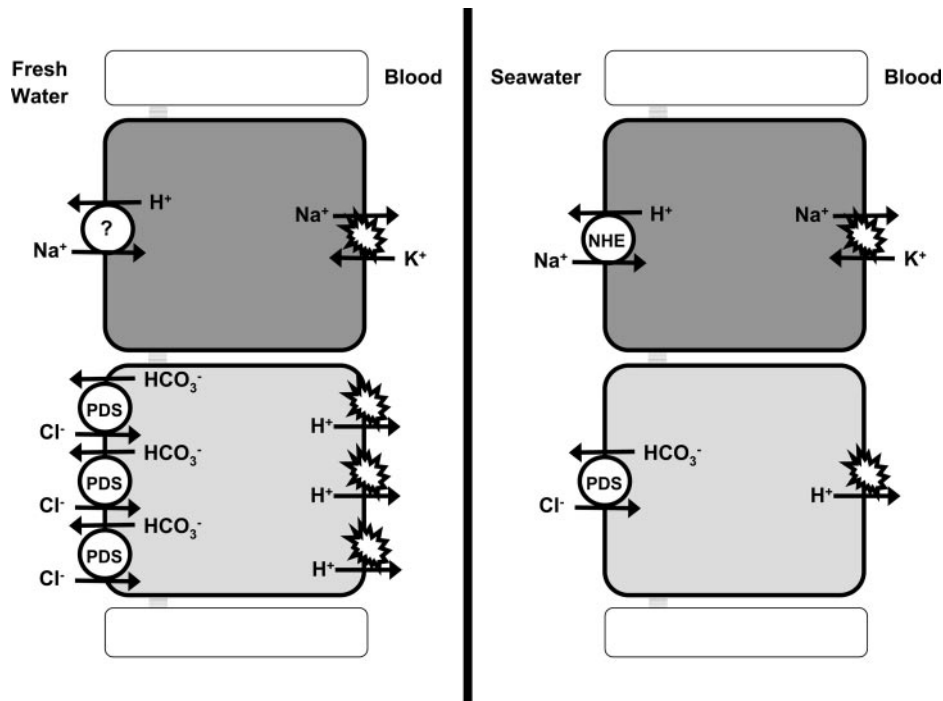 Fresh
Water
Blood
H⁺
?
Na⁺
Na⁺
K⁺
HCO₃⁻
PDS
Cl⁻
H⁺
HCO₃⁻
PDS
Cl⁻
H⁺
HCO₃⁻
PDS
Cl⁻
H⁺
Seawater
Blood
H⁺
NHE
Na⁺
Na⁺
K⁺
HCO₃⁻
PDS
Cl⁻
H⁺